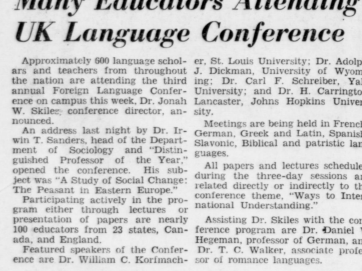 Many Educators Attending
UK Language Conference
Approximately 600 language schol-
ars and teachers from throughout
the nation are attending the third
annual Foreign Language Confer-
ence on campus this week, Dr. Jonah
W. Skiles, conference director, an-
nounced.
An address last night by Dr. Ir-
win T. Sanders, head of the Depart-
ment of Sociology and "Distin-
guished Professor of the Year,"
opened the conference. His sub-
ject was "A Study of Social Change:
The Peasant in Eastern Europe."
Participating actively in the pro-
gram either through lectures or
presentation of papers are nearly
100 educators from 23 states, Can-
ada, and England.
Featured speakers of the Confer-
ence are Dr. William C.
er, St. Louis University; Dr. Adolp
J. Dickman, University of Wyom
ing; Dr. Carl F. Schreiber, Yal
University; and Dr. H. Carrington
Lancaster, Johns Hopkins Univer
sity.
Meetings are being held in French
German, Greek and Latin, Spanish
Slavonic, Biblical and patristic lan
guages.
All papers and lectures schedule
during the three-day sessions a
related directly or indirectly to th
conference theme, "Ways to Inter
national Understanding."
Assisting Dr. Skiles with the con
ference program are Dr. Daniel
Hegeman, professor of German, an
Dr. T. C. Walker, associate profes
sor of romance languages.